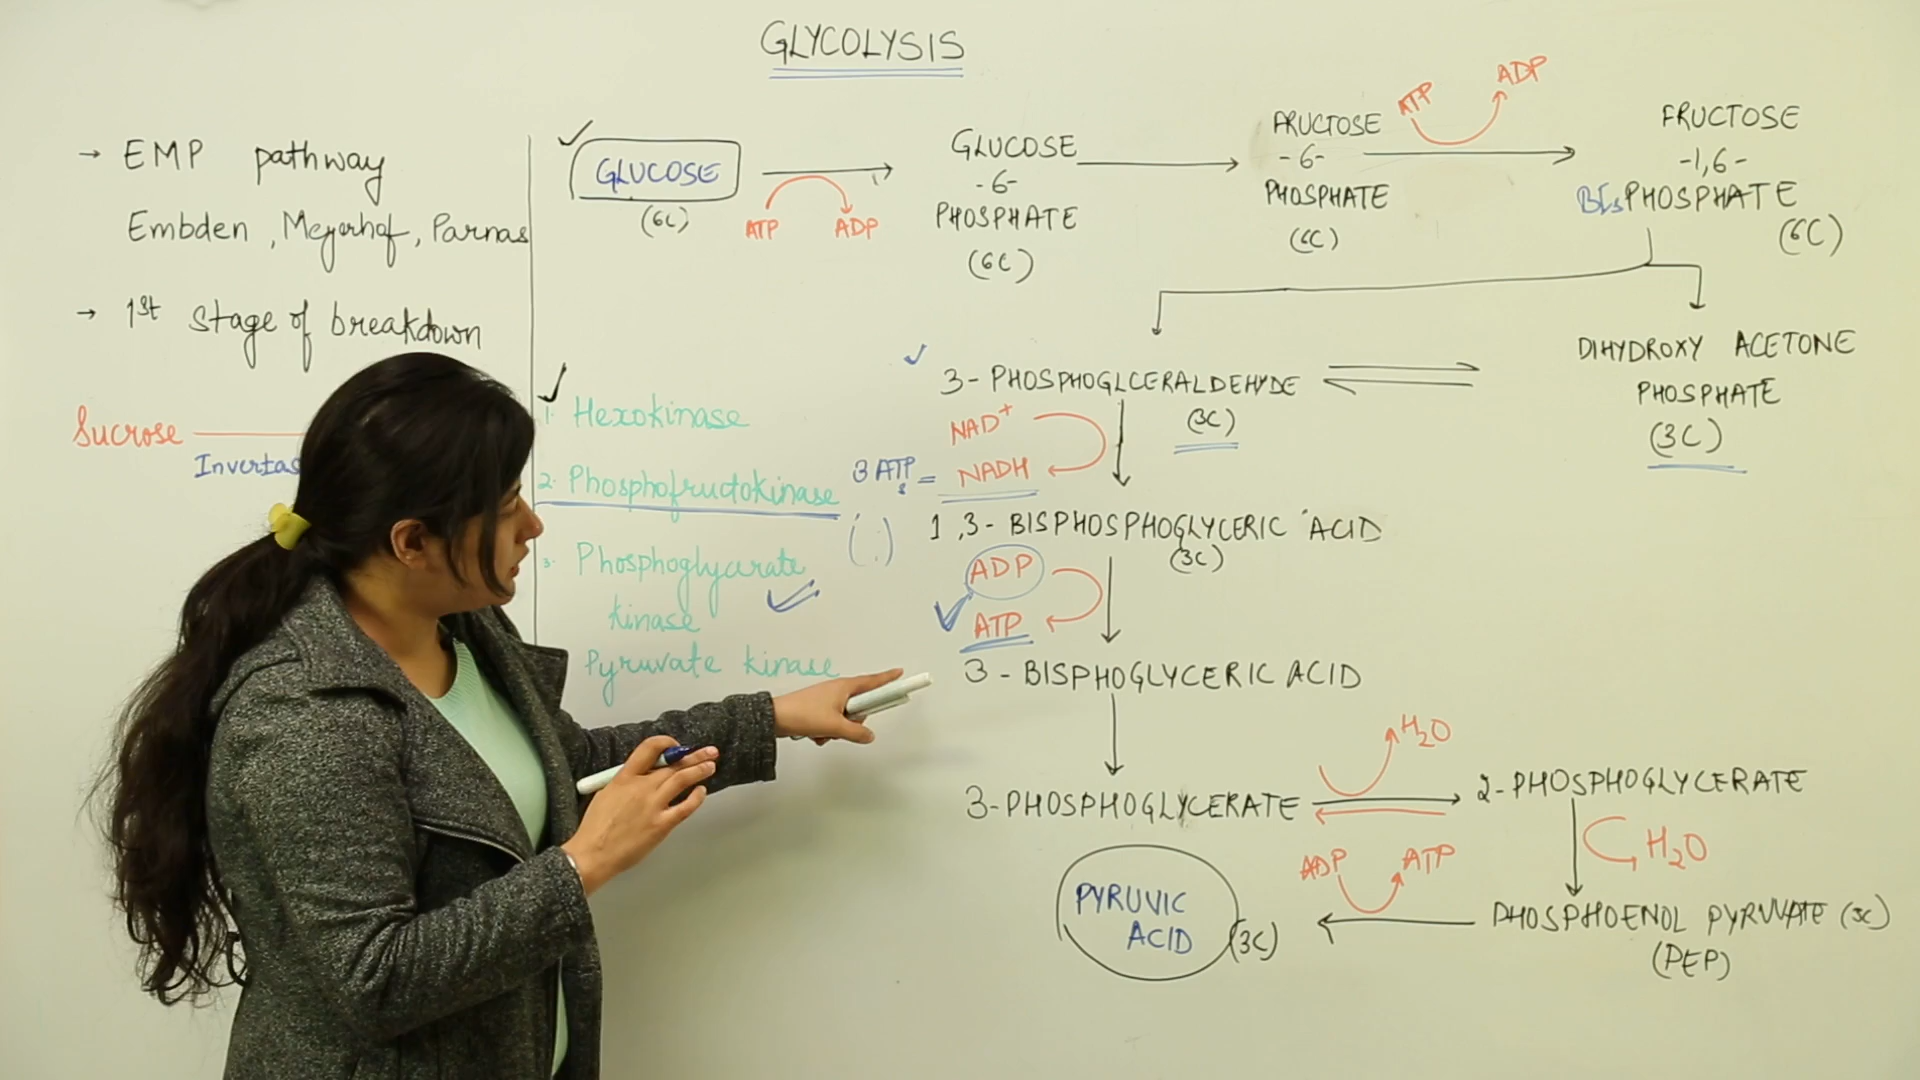 GLYCOLYSIS
→ EMP pathway
Embden, Meyerhof, Parnas
→ 1st stage of breakdown
Sucrose
Invertas
GLUCOSE
(6C)
ATP ADP
GLUCOSE
-6-
PHOSPHATE
(6C)
FRUCTOSE
-6-
PHOSPHATE
(6C)
ATP ADP
FRUCTOSE
-1,6-
BIsPHOSPHATE
(6C)
1. Hexokinase
2. Phosphofructokinase
3. Phosphoglycerate
kinase
Pyruvate kinase
3-PHOSPHOGLCERALDEHYDE
(3C)
DIHYDROXY ACETONE
PHOSPHATE
(3C)
NAD+
3 ATPs = NADH
1,3-BISPHOSPHOGLYCERIC ACID
(3C)
ADP
ATP
3-BISPHOGLYCERIC ACID
H2O
3-PHOSPHOGLYCERATE
2-PHOSPHOGLYCERATE
H2O
ADP ATP
PHOSPHOENOL PYRUVATE (3C)
(PEP)
PYRUVIC
ACID (3C)